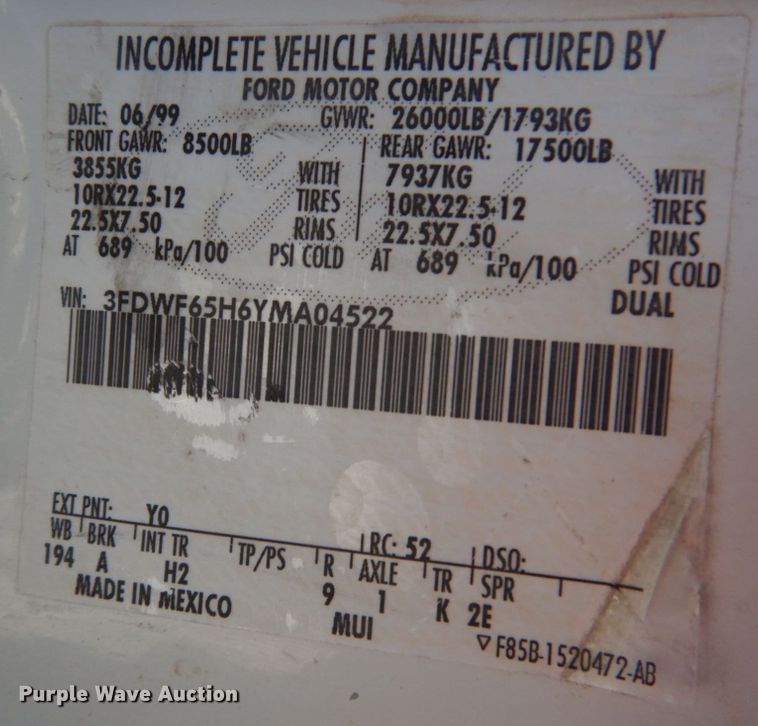 INCOMPLETE VEHICLE MANUFACTURED BY
FORD MOTOR COMPANY
DATE: 06/99 GVWR: 26000LB/1793KG
FRONT GAWR: 8500LB REAR GAWR: 17500LB
3855KG WITH 7937KG WITH
10RX22.5-12 TIRES 10RX22.5-12 TIRES
22.5X7.50 RIMS 22.5X7.50 RIMS
AT 689 kPa/100 PSI COLD AT 689 kPa/100 PSI COLD
DUAL
VIN: 3FDWF65H6YMA04522
EXT PNT: Y0 RC: 52 DSO:
WB BRK INT TR TP/PS R AXLE TR SPR
194 A H2 9 1 K 2E
MADE IN MEXICO MUI ▽F85B-1520472-AB
Purple Wave Auction